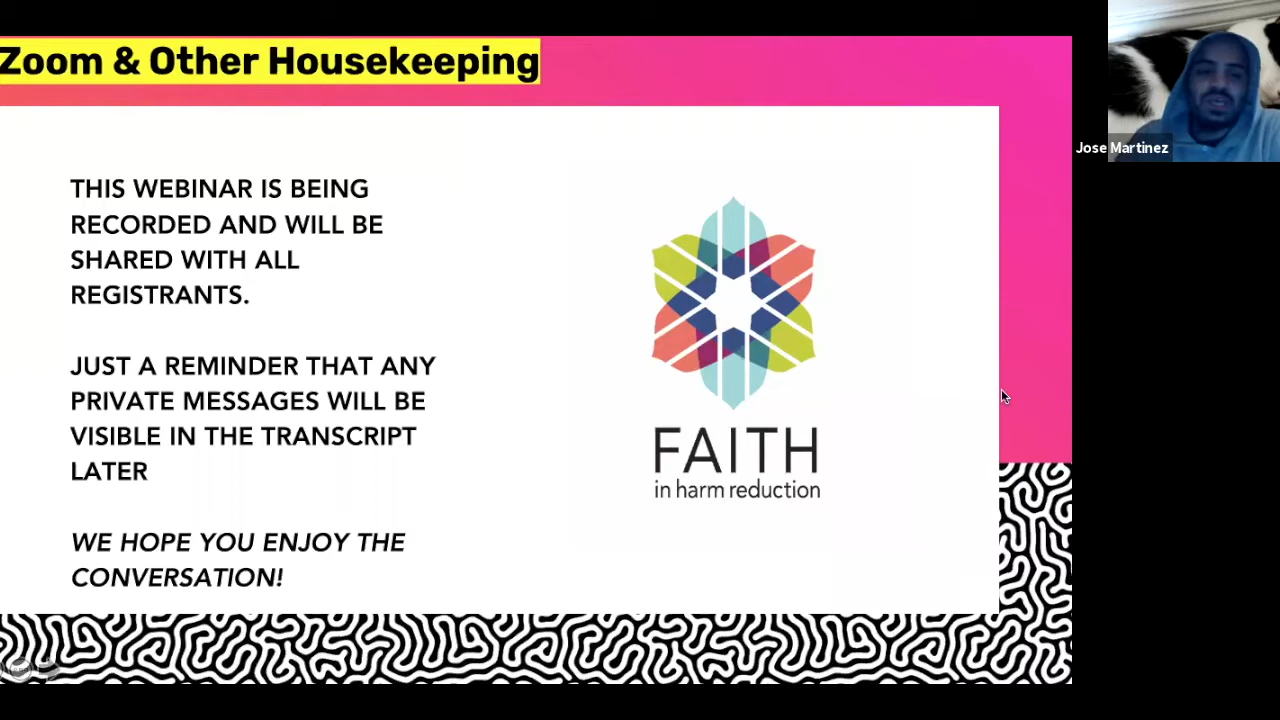 Zoom & Other Housekeeping
Jose Martinez
THIS WEBINAR IS BEING
RECORDED AND WILL BE
SHARED WITH ALL
REGISTRANTS.
JUST A REMINDER THAT ANY
PRIVATE MESSAGES WILL BE
VISIBLE IN THE TRANSCRIPT
LATER
WE HOPE YOU ENJOY THE
CONVERSATION!
FAITH
in harm reduction